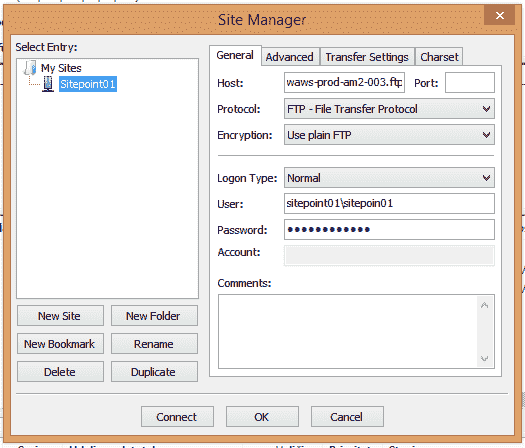 Site Manager
Select Entry:
My Sites
Sitepoint01
New Site
New Folder
New Bookmark
Rename
Delete
Duplicate
General
Advanced
Transfer Settings
Charset
Host:
waws-prod-am2-003.ftp
Port:
Protocol:
FTP - File Transfer Protocol
Encryption:
Use plain FTP
Logon Type:
Normal
User:
sitepoint01\sitepoin01
Password:
●●●●●●●●●●●●
Account:
Comments:
Connect
OK
Cancel